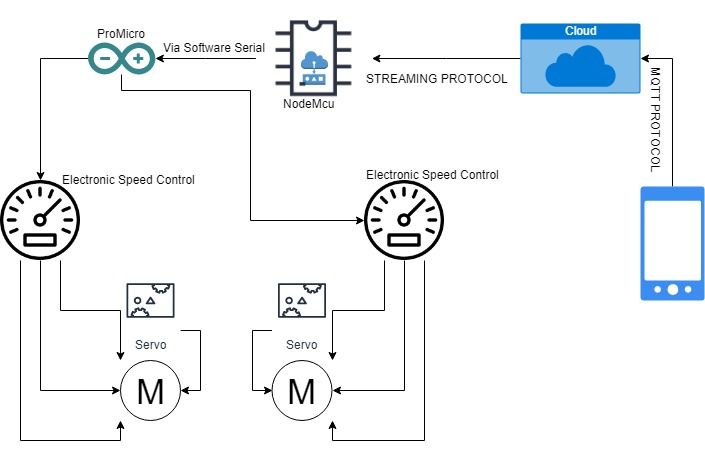 ProMicro
Cloud
Via Software Serial
STREAMING PROTOCOL
MQTT PROTOCOL
NodeMcu
Electronic Speed Control
Electronic Speed Control
Servo
Servo
M
M